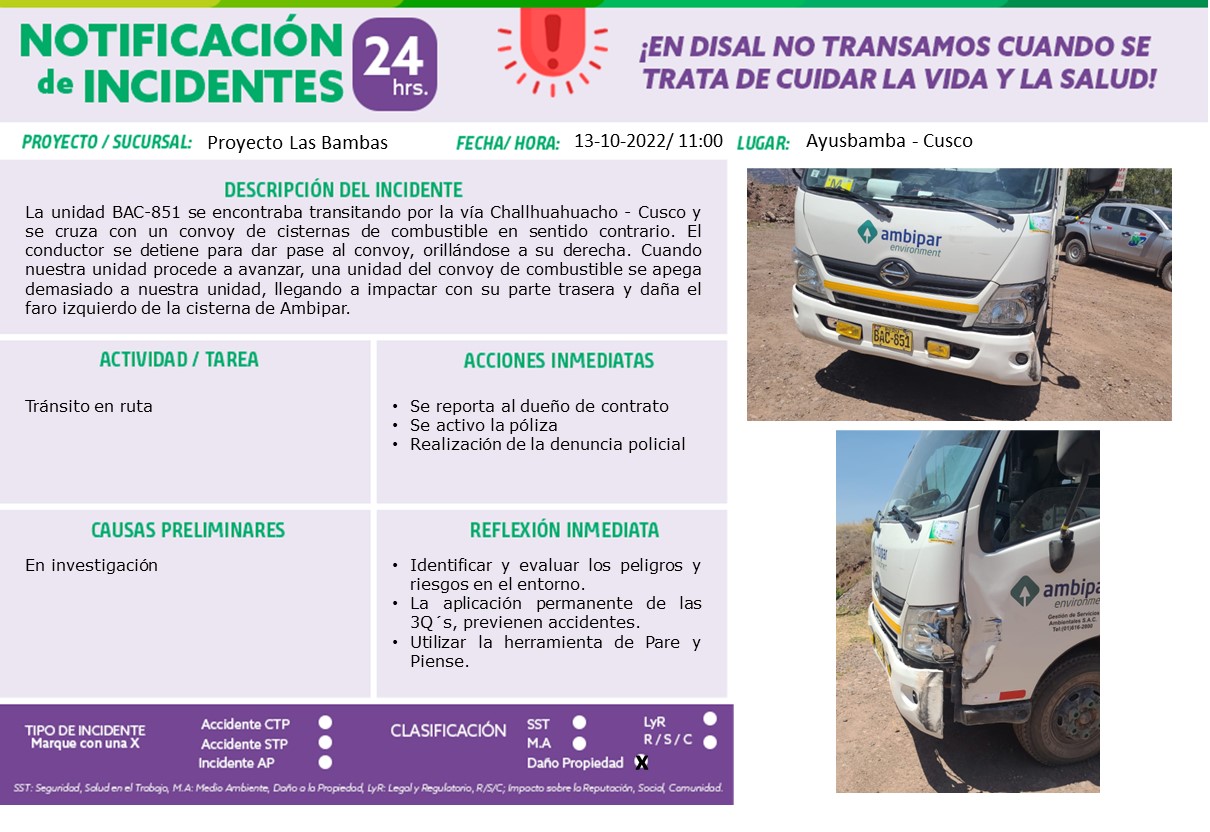 NOTIFICACIÓN
de INCIDENTES
24
hrs.
¡EN DISAL NO TRANSAMOS CUANDO SE
TRATA DE CUIDAR LA VIDA Y LA SALUD!
PROYECTO / SUCURSAL: Proyecto Las Bambas FECHA/ HORA: 13-10-2022/ 11:00 LUGAR: Ayusbamba - Cusco
DESCRIPCIÓN DEL INCIDENTE
La unidad BAC-851 se encontraba transitando por la vía Challhuahuacho - Cusco y
se cruza con un convoy de cisternas de combustible en sentido contrario. El
conductor se detiene para dar pase al convoy, orillándose a su derecha. Cuando
nuestra unidad procede a avanzar, una unidad del convoy de combustible se apega
demasiado a nuestra unidad, llegando a impactar con su parte trasera y daña el
faro izquierdo de la cisterna de Ambipar.
ACTIVIDAD / TAREA
Tránsito en ruta
ACCIONES INMEDIATAS
• Se reporta al dueño de contrato
• Se activo la póliza
• Realización de la denuncia policial
CAUSAS PRELIMINARES
En investigación
REFLEXIÓN INMEDIATA
• Identificar y evaluar los peligros y
riesgos en el entorno.
• La aplicación permanente de las
3Q´s, previenen accidentes.
• Utilizar la herramienta de Pare y
Piense.
TIPO DE INCIDENTE
Marque con una X
Accidente CTP
Accidente STP
Incidente AP
CLASIFICACIÓN
SST
M.A
Daño Propiedad X
LyR
R/S/C
SST: Seguridad, Salud en el Trabajo, M.A: Medio Ambiente, Daño a la Propiedad, LyR: Legal y Regulatorio, R/S/C; Impacto sobre la Reputación, Social, Comunidad.
ambipar
environment
PERU
BAC-851
ambipar
environme
Gestión de Servicios
Ambientales S.A.C.